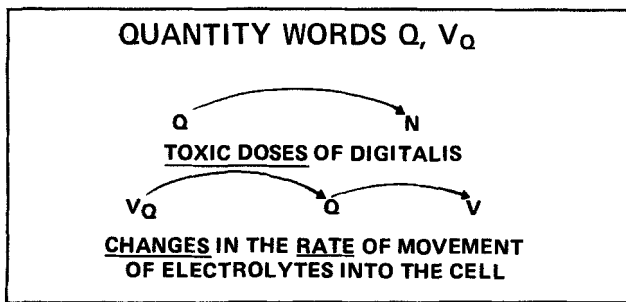 QUANTITY WORDS Q, VQ
Q N
TOXIC DOSES OF DIGITALIS
VQ Q V
CHANGES IN THE RATE OF MOVEMENT
OF ELECTROLYTES INTO THE CELL